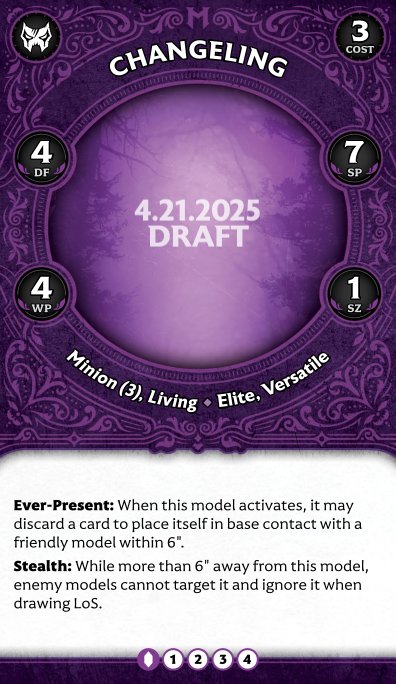 3
COST
CHANGELING
4
DF
7
SP
4.21.2025
DRAFT
4
WP
1
SZ
Minion (3), Living ⬥ Elite, Versatile
Ever-Present: When this model activates, it may
discard a card to place itself in base contact with a
friendly model within 6".
Stealth: While more than 6" away from this model,
enemy models cannot target it and ignore it when
drawing LoS.
1 2 3 4